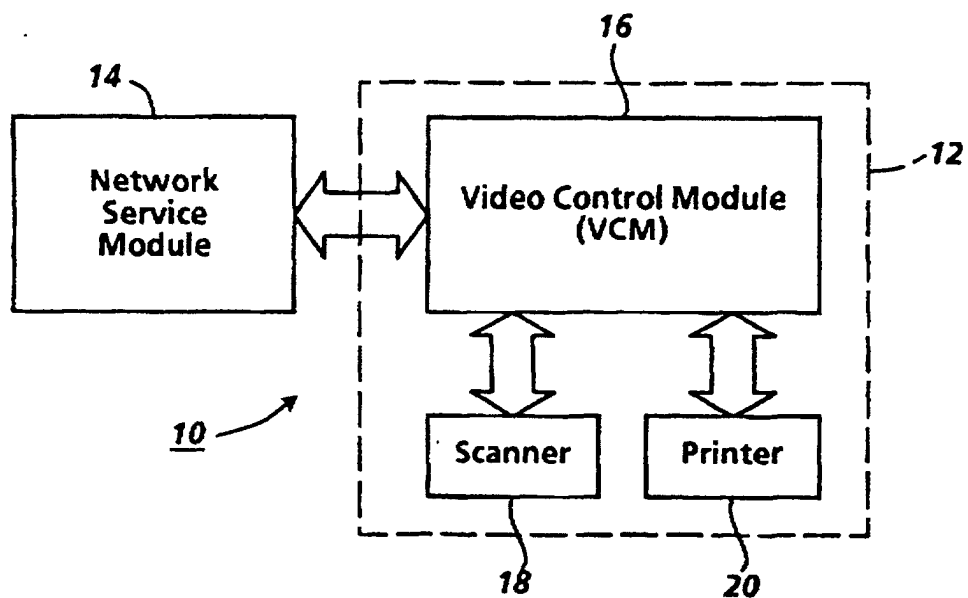 16
14
12
Network
Service
Module
Video Control Module
(VCM)
10
Scanner
Printer
18
20